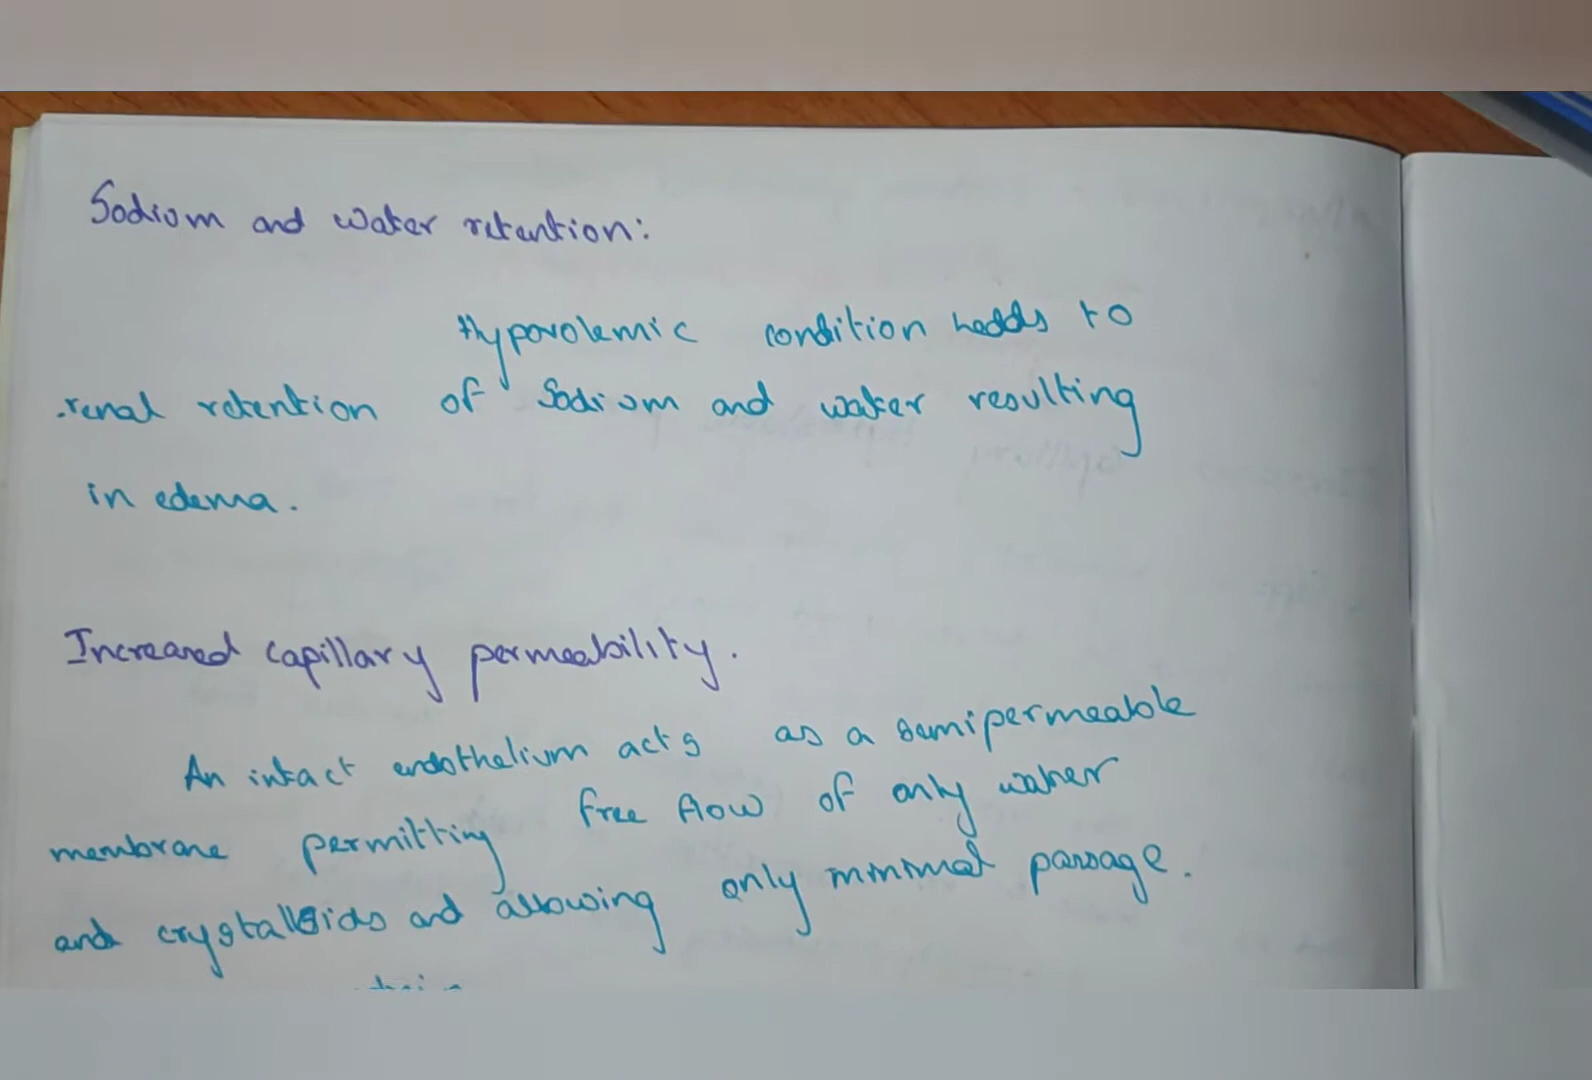 Sodium and water retention:
Hypovolemic condition leads to
renal retention of Sodium and water resulting
in edema.
Increased capillary permeability.
An intact endothelium acts as a semipermeable
membrane permitting free flow of only water
and crystalloids and allowing only minimal passage.